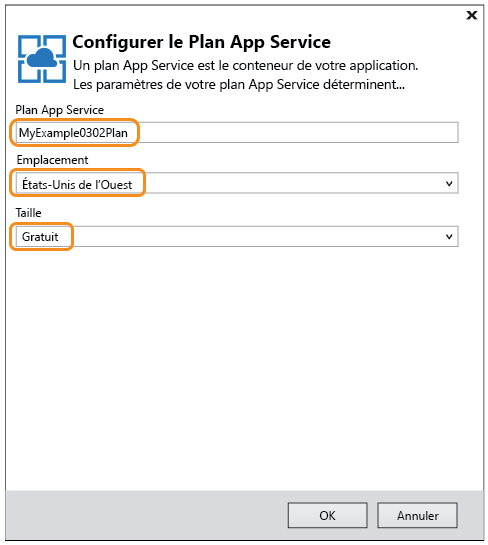 Configurer le Plan App Service
Un plan App Service est le conteneur de votre application.
Les paramètres de votre plan App Service déterminent...
Plan App Service
MyExample0302Plan
Emplacement
États-Unis de l'Ouest
Taille
Gratuit
OK
Annuler